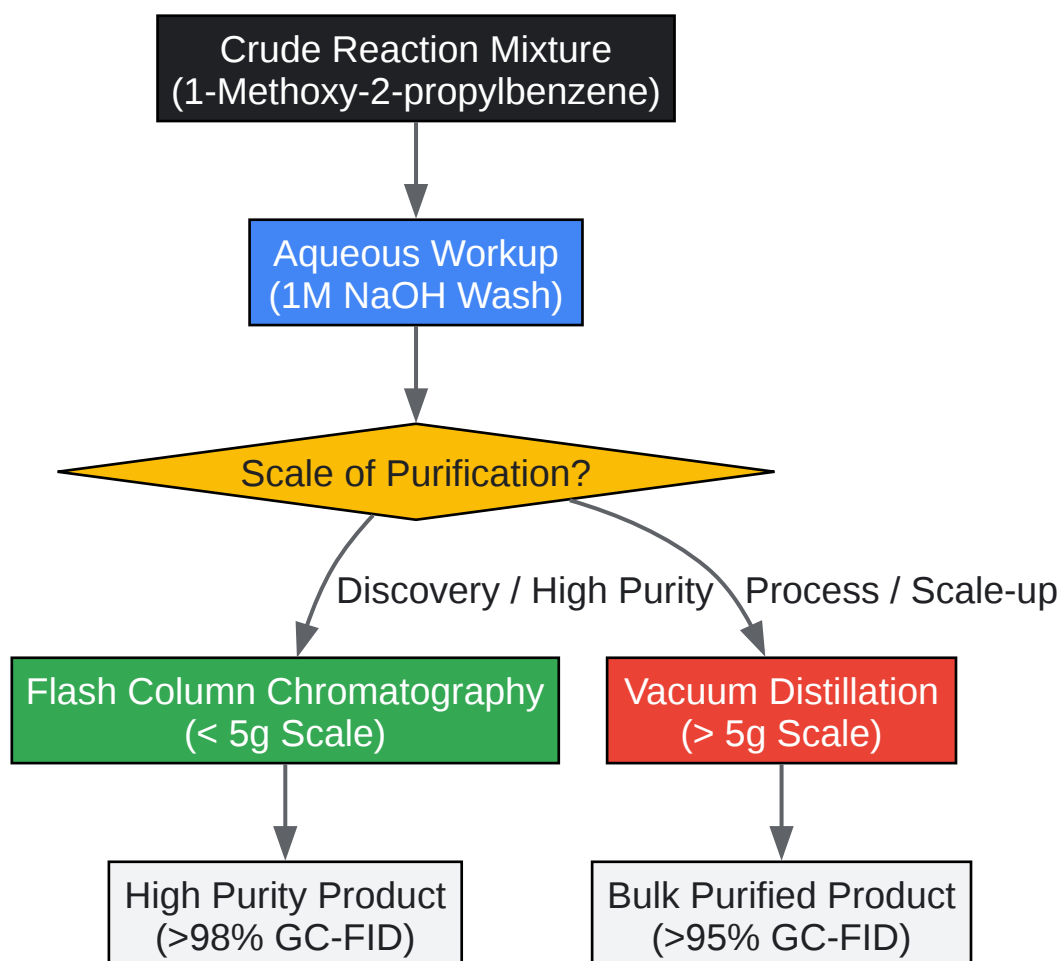 Crude Reaction Mixture
(1-Methoxy-2-propylbenzene)
Aqueous Workup
(1M NaOH Wash)
Scale of Purification?
Discovery / High Purity
Process / Scale-up
Flash Column Chromatography
(< 5g Scale)
Vacuum Distillation
(> 5g Scale)
High Purity Product
(>98% GC-FID)
Bulk Purified Product
(>95% GC-FID)